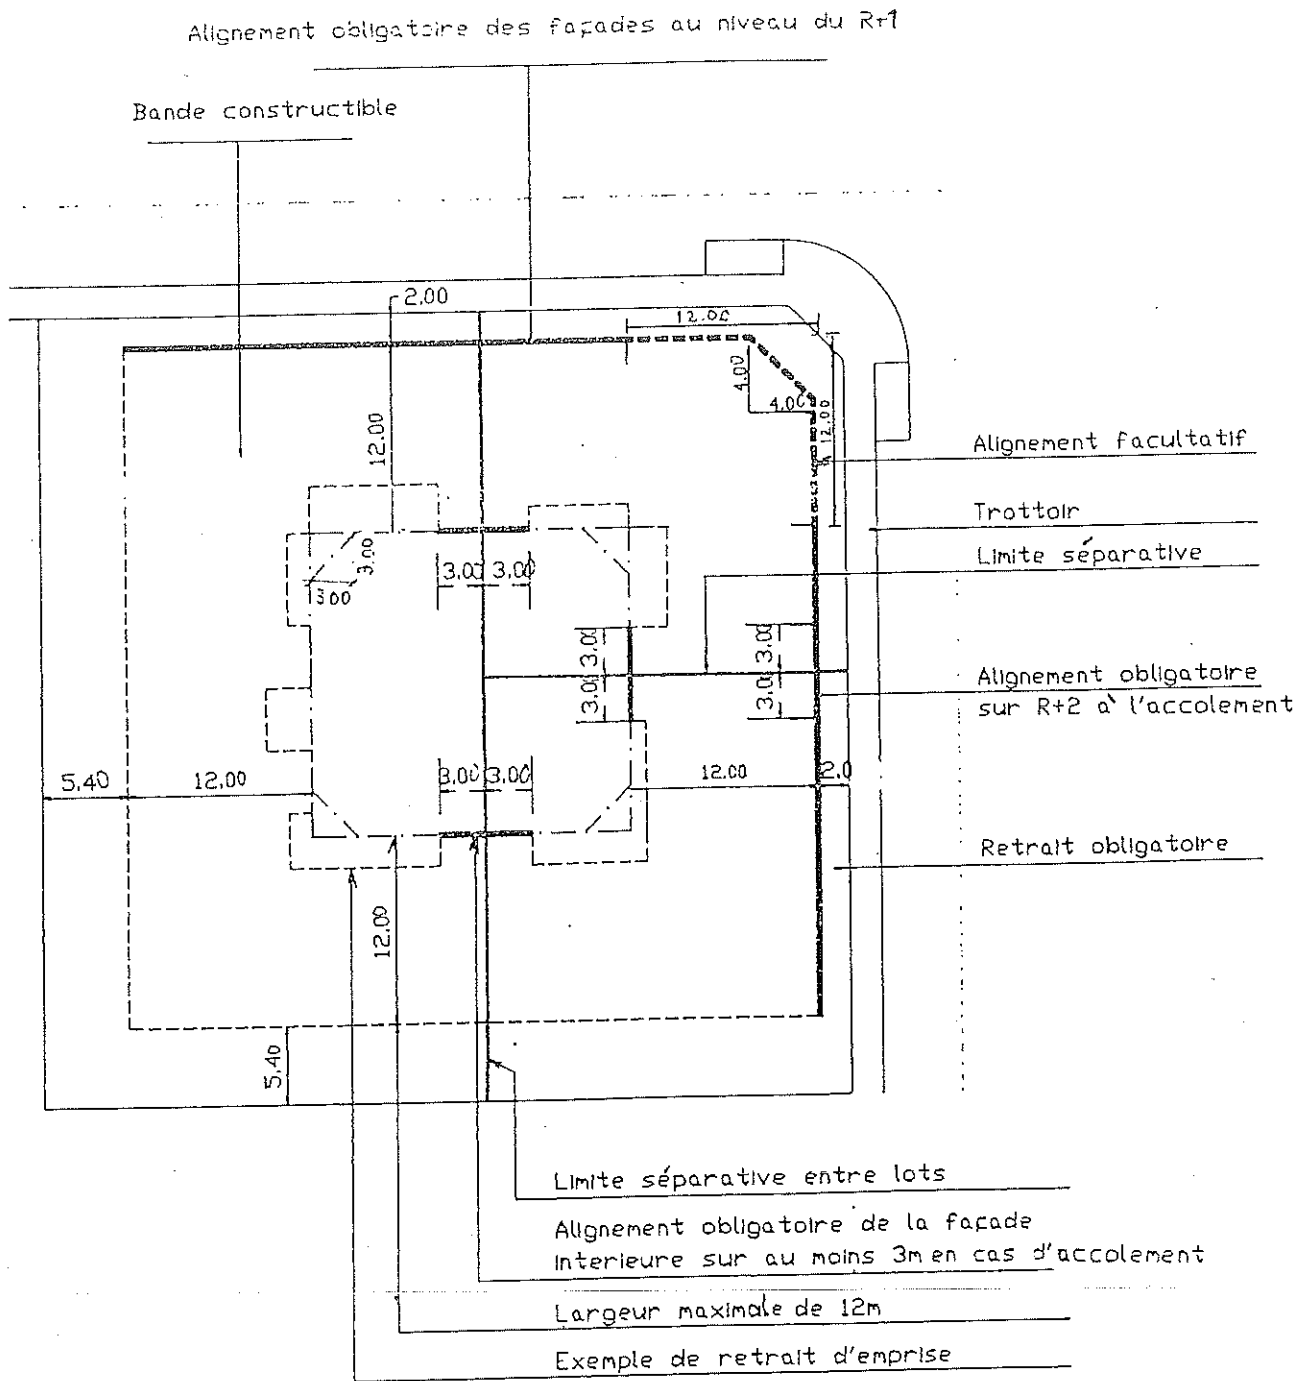 Alignement obligatoire des façades au niveau du R+1
Bande constructible
2.00
12.00
4.00
4.00
12.00
12.00
Alignement facultatif
Trottoir
Limite séparative
3.00
3.00
3.00 3.00
3.00
3.00
3.00
3.00
Alignement obligatoire
sur R+2 à l'accolement
5.40
12.00
3.00 3.00
12.00
2.0
Retrait obligatoire
12.00
5.40
Limite séparative entre lots
Alignement obligatoire de la façade
interieure sur au moins 3m en cas d'accolement
Largeur maximale de 12m
Exemple de retrait d'emprise